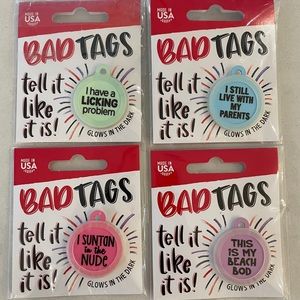 MADE IN
USA
BAD TAGS
tell it
like
it is!
I have a
LICKING
problem
GLOWS IN THE DARK
MADE IN
USA
BAD TAGS
tell it
like
it is!
I STILL
LIVE WITH
MY
PARENTS
GLOWS IN THE DARK
MADE IN
USA
BAD TAGS
tell it
like
it is!
I SUNTAN
in the
NUDE
GLOWS IN THE DARK
MADE IN
USA
BAD TAGS
tell it
like
it is!
THIS
IS MY
BEACH
BOD
GLOWS IN THE DARK